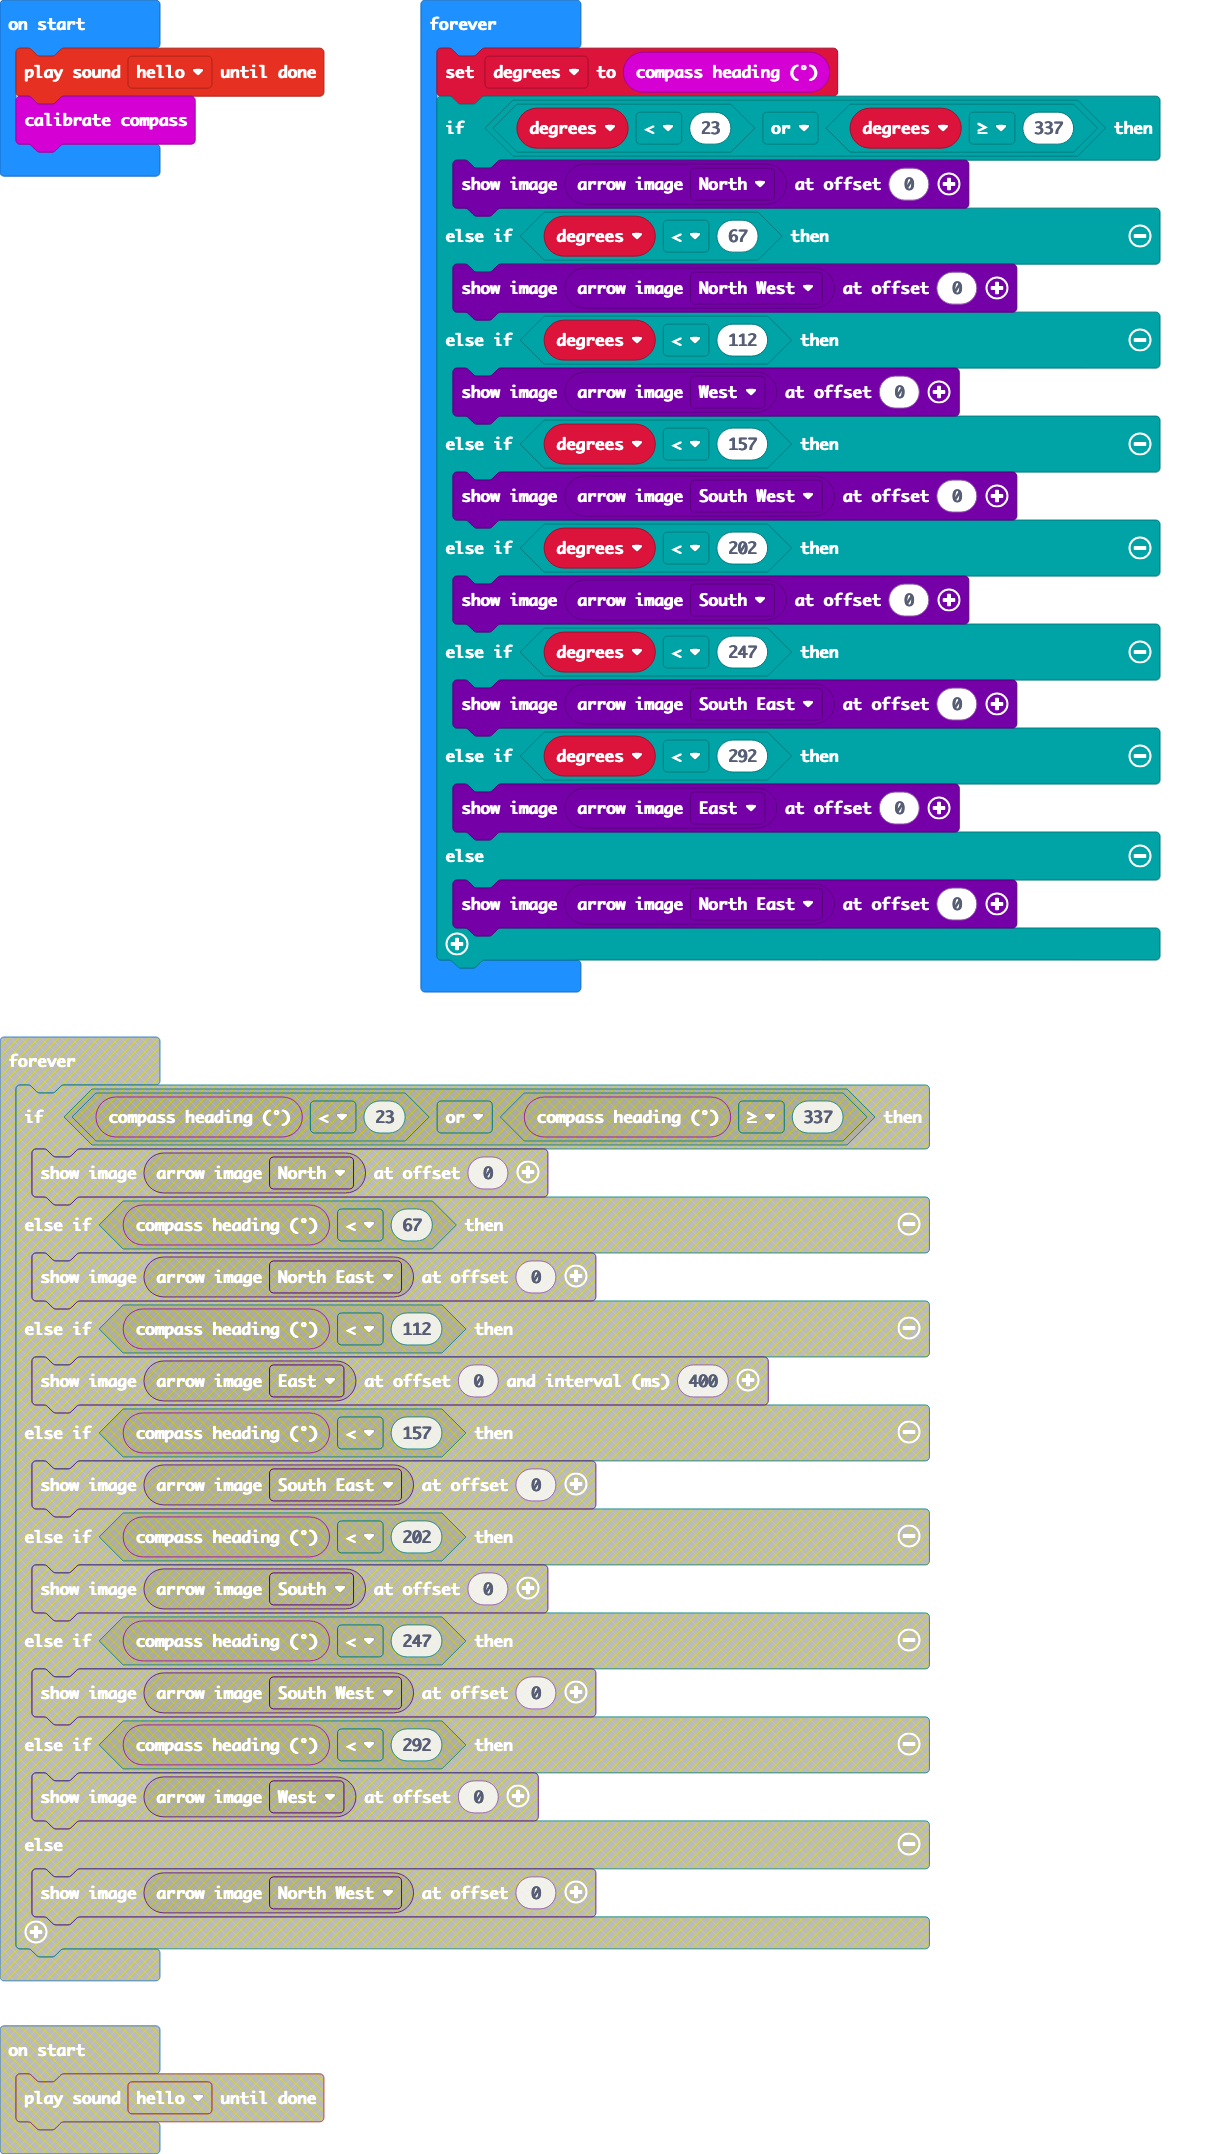 on start
play sound hello until done
calibrate compass
forever
set degrees to compass heading (°)
if degrees < 23 or degrees ≥ 337 then
show image arrow image North at offset 0
else if degrees < 67 then
show image arrow image North West at offset 0
else if degrees < 112 then
show image arrow image West at offset 0
else if degrees < 157 then
show image arrow image South West at offset 0
else if degrees < 202 then
show image arrow image South at offset 0
else if degrees < 247 then
show image arrow image South East at offset 0
else if degrees < 292 then
show image arrow image East at offset 0
else
show image arrow image North East at offset 0
forever
if compass heading (°) < 23 or compass heading (°) ≥ 337 then
show image arrow image North at offset 0
else if compass heading (°) < 67 then
show image arrow image North East at offset 0
else if compass heading (°) < 112 then
show image arrow image East at offset 0 and interval (ms) 400
else if compass heading (°) < 157 then
show image arrow image South East at offset 0
else if compass heading (°) < 202 then
show image arrow image South at offset 0
else if compass heading (°) < 247 then
show image arrow image South West at offset 0
else if compass heading (°) < 292 then
show image arrow image West at offset 0
else
show image arrow image North West at offset 0
on start
play sound hello until done